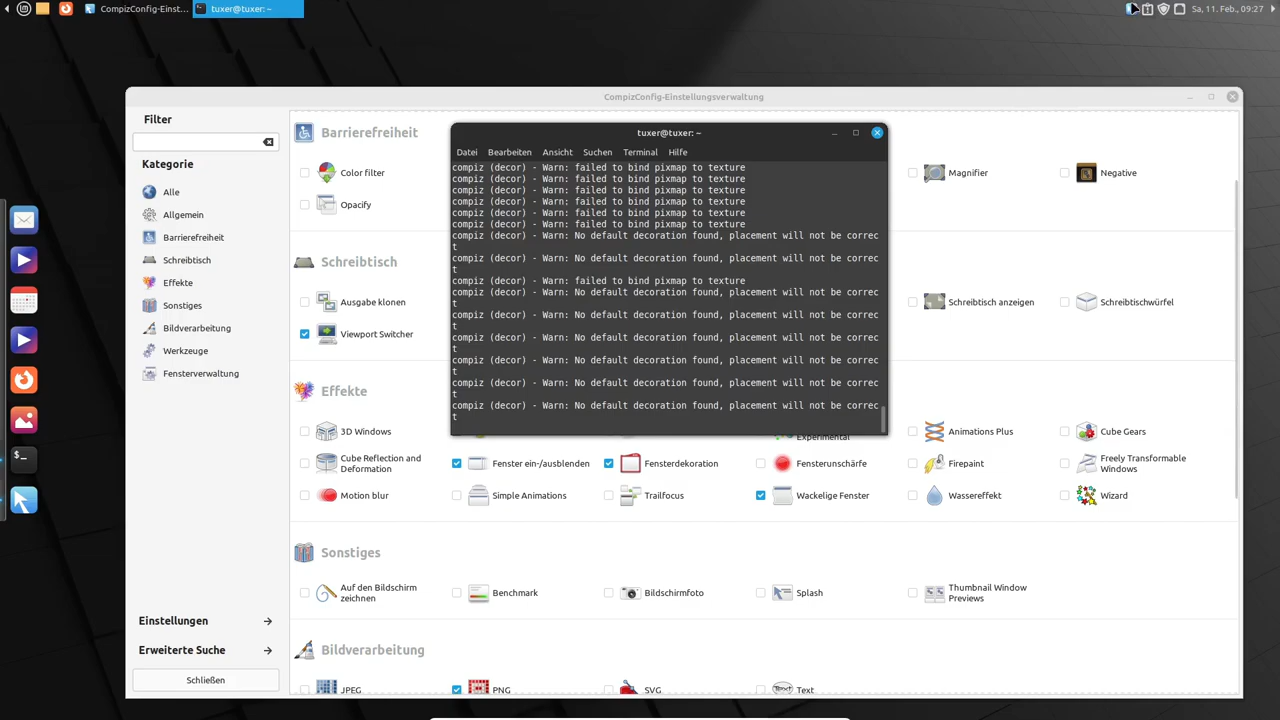 CompizConfig-Einst...
tuxer@tuxer: ~
Sa, 11. Feb., 09:27
CompizConfig-Einstellungsverwaltung
Filter
Kategorie
Alle
Allgemein
Barrierefreiheit
Schreibtisch
Effekte
Sonstiges
Bildverarbeitung
Werkzeuge
Fensterverwaltung
Einstellungen
Erweiterte Suche
Schließen
Barrierefreiheit
Color filter
Magnifier
Negative
Opacify
Schreibtisch
Ausgabe klonen
Schreibtisch anzeigen
Schreibtischwürfel
Viewport Switcher
Effekte
3D Windows
Experimental
Animations Plus
Cube Gears
Cube Reflection and
Deformation
Fenster ein-/ausblenden
Fensterdekoration
Fensterunschärfe
Firepaint
Freely Transformable
Windows
Motion blur
Simple Animations
Trailfocus
Wackelige Fenster
Wassereffekt
Wizard
Sonstiges
Auf den Bildschirm
zeichnen
Benchmark
Bildschirmfoto
Splash
Thumbnail Window
Previews
Bildverarbeitung
JPEG
PNG
SVG
Text
tuxer@tuxer: ~
Datei Bearbeiten Ansicht Suchen Terminal Hilfe
compiz (decor) - Warn: failed to bind pixmap to texture
compiz (decor) - Warn: failed to bind pixmap to texture
compiz (decor) - Warn: failed to bind pixmap to texture
compiz (decor) - Warn: failed to bind pixmap to texture
compiz (decor) - Warn: failed to bind pixmap to texture
compiz (decor) - Warn: failed to bind pixmap to texture
compiz (decor) - Warn: No default decoration found, placement will not be correc
t
compiz (decor) - Warn: No default decoration found, placement will not be correc
t
compiz (decor) - Warn: failed to bind pixmap to texture
compiz (decor) - Warn: No default decoration found, placement will not be correc
t
compiz (decor) - Warn: No default decoration found, placement will not be correc
t
compiz (decor) - Warn: No default decoration found, placement will not be correc
t
compiz (decor) - Warn: No default decoration found, placement will not be correc
t
compiz (decor) - Warn: No default decoration found, placement will not be correc
t
compiz (decor) - Warn: No default decoration found, placement will not be correc
t